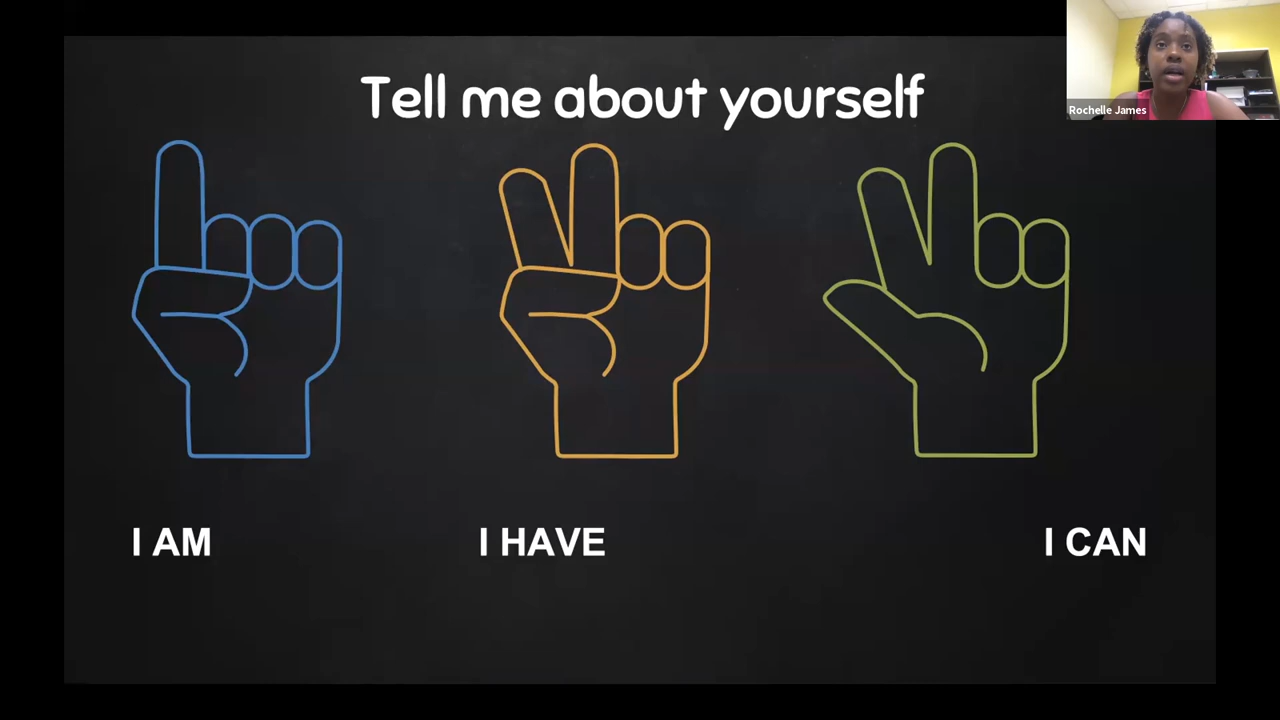 Tell me about yourself
Rochelle James
I AM
I HAVE
I CAN